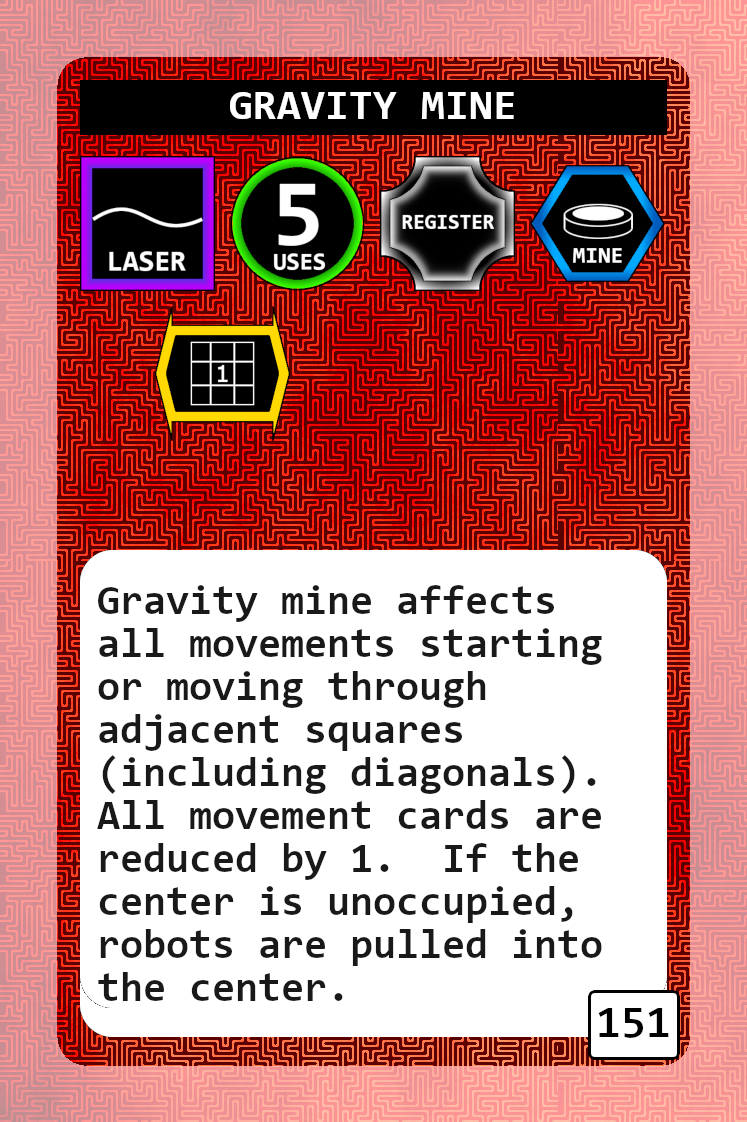 GRAVITY MINE
LASER
5
USES
REGISTER
MINE
1
Gravity mine affects
all movements starting
or moving through
adjacent squares
(including diagonals).
All movement cards are
reduced by 1.  If the
center is unoccupied,
robots are pulled into
the center.
151